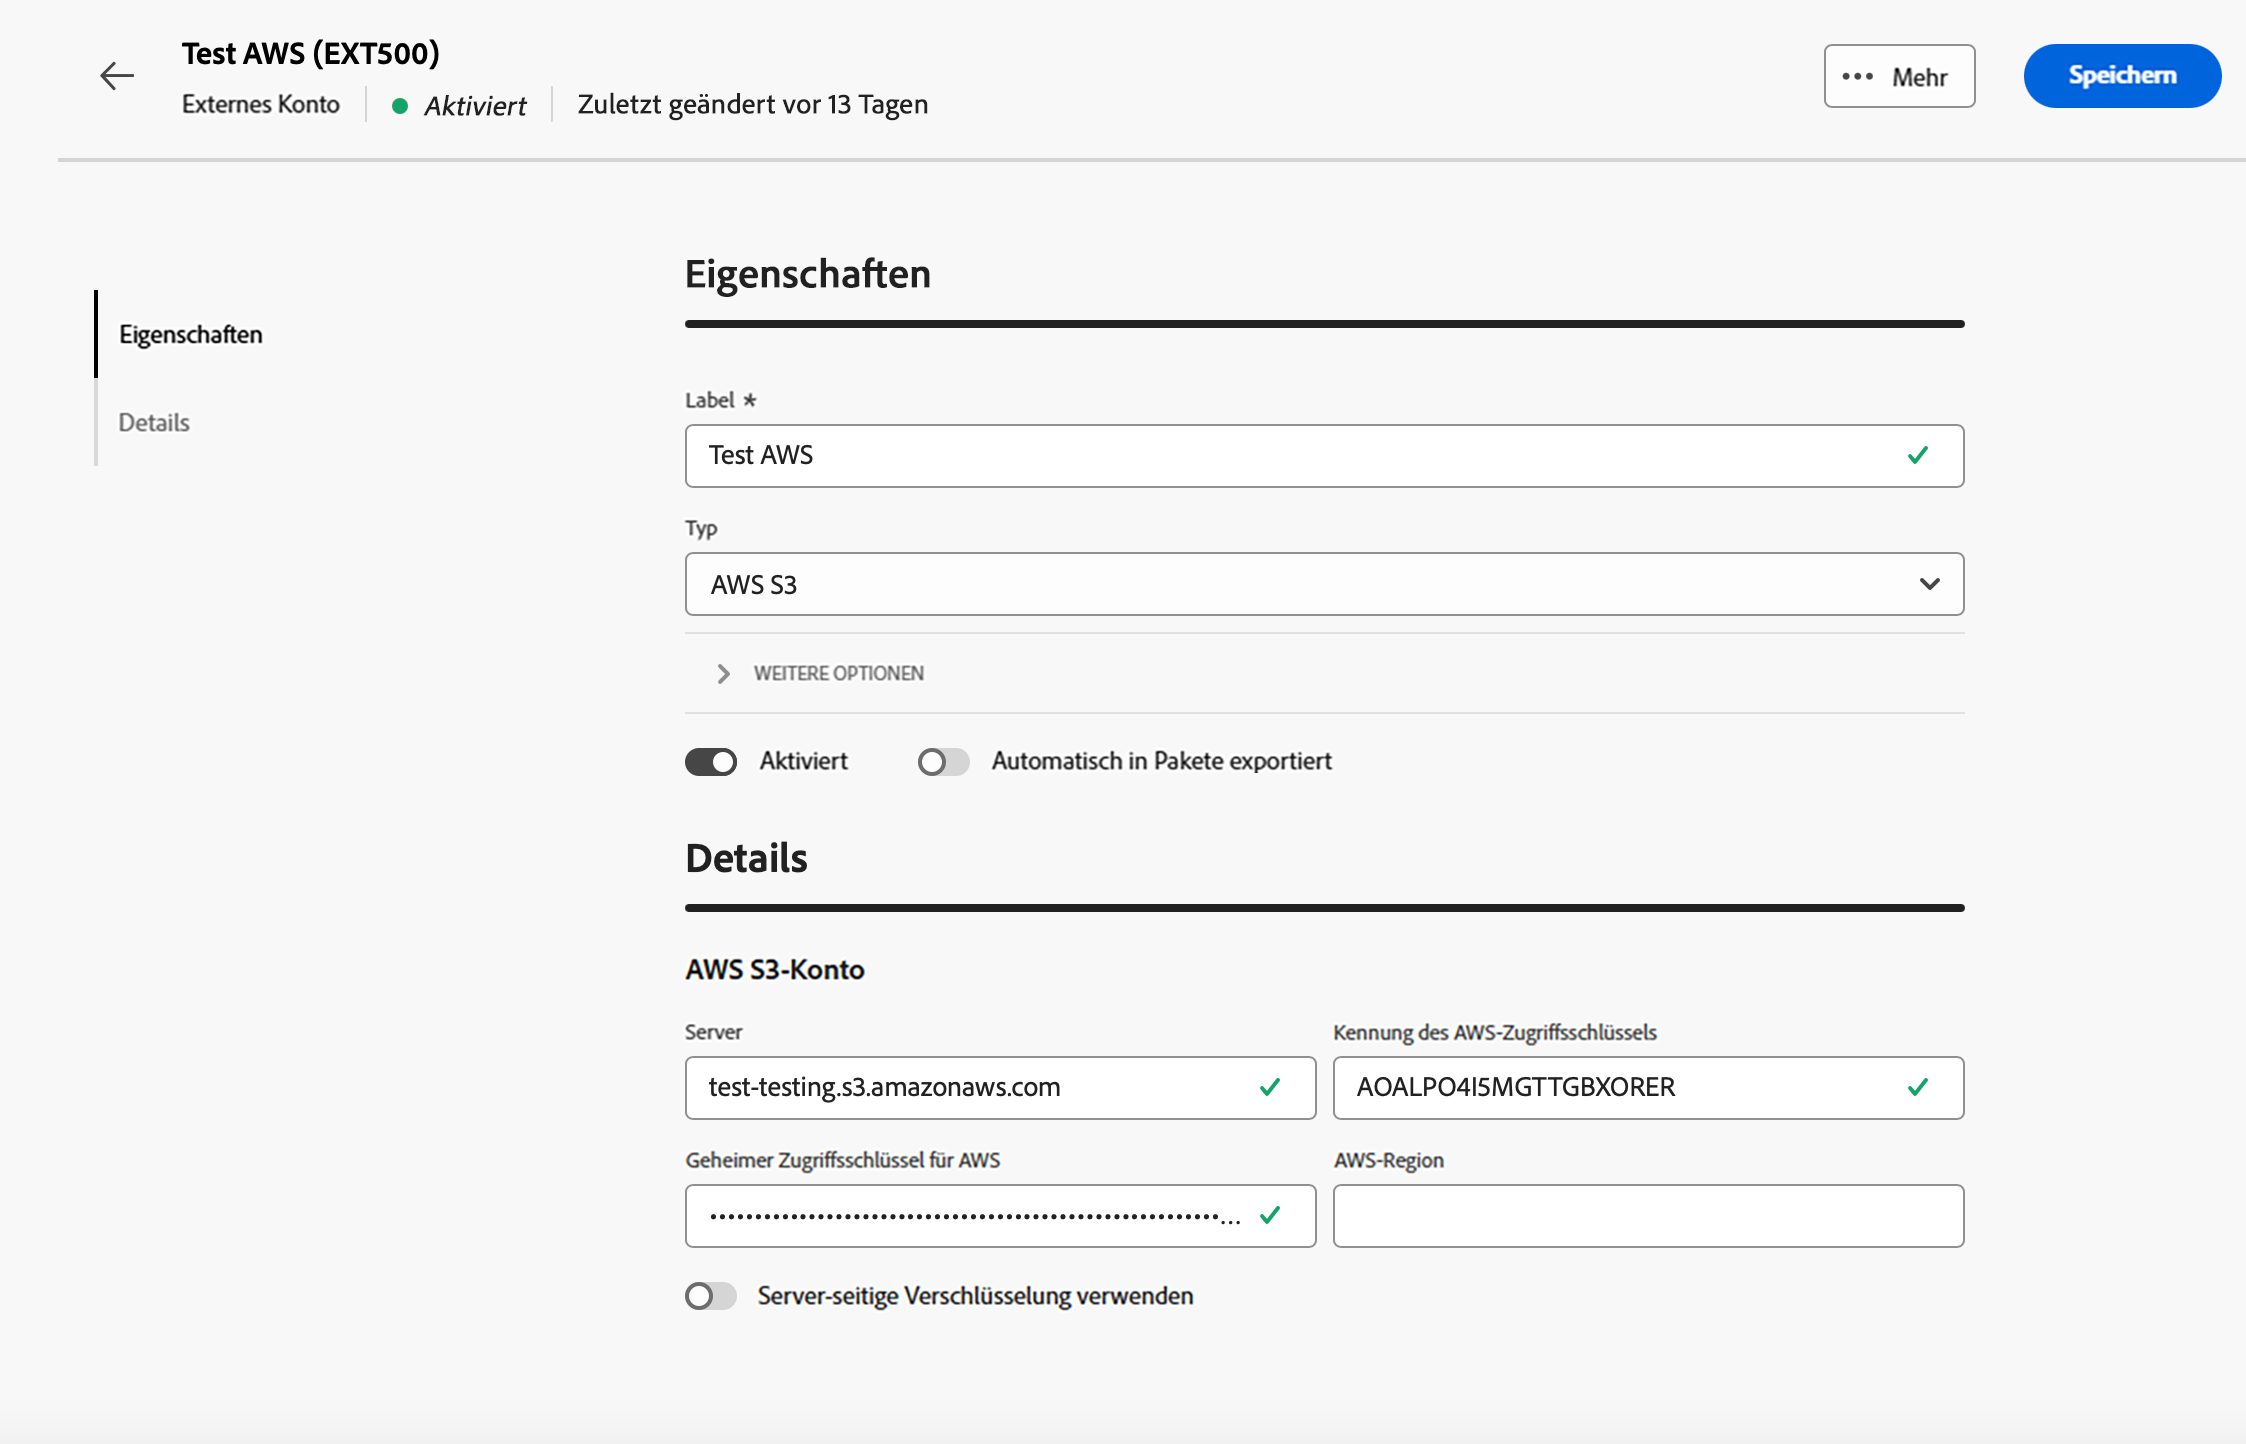 Test AWS (EXT500)
Externes Konto
Aktiviert
Zuletzt geändert vor 13 Tagen
Mehr
Speichern
Eigenschaften
Details
Eigenschaften
Label *
Test AWS
Typ
AWS S3
WEITERE OPTIONEN
Aktiviert
Automatisch in Pakete exportiert
Details
AWS S3-Konto
Server
Kennung des AWS-Zugriffsschlüssels
test-testing.s3.amazonaws.com
AOALPO4I5MGTTGBXORER
Geheimer Zugriffsschlüssel für AWS
AWS-Region
Server-seitige Verschlüsselung verwenden